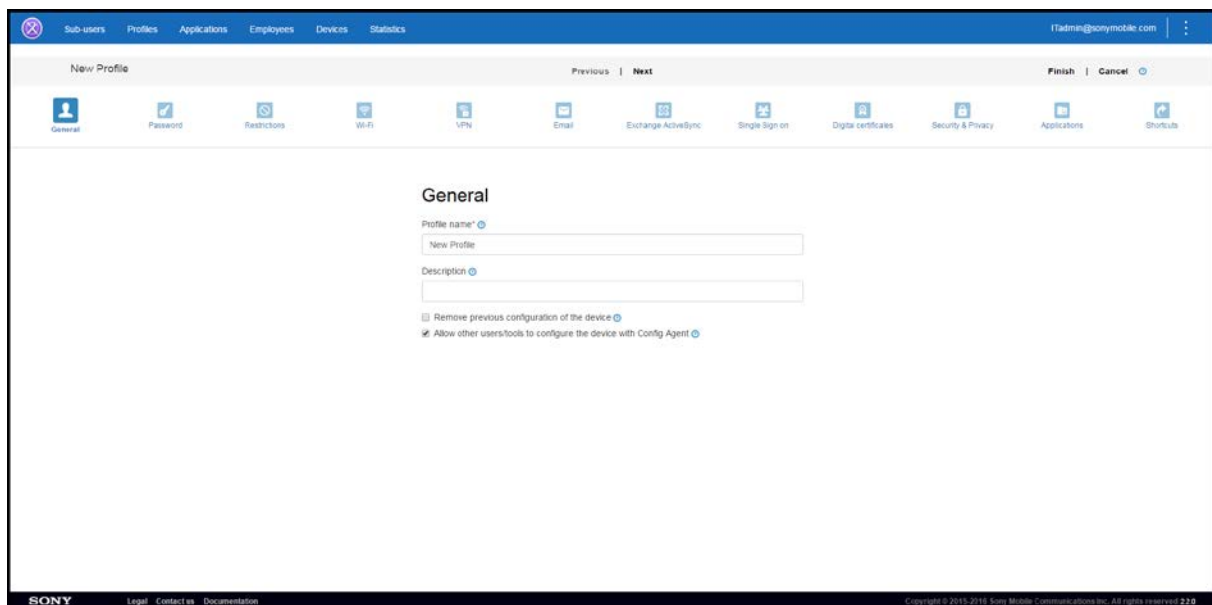 Sub-users Profiles Applications Employees Devices Statistics ITadmin@sonymobile.com
New Profile Previous | Next Finish | Cancel
General Password Restrictions Wi-Fi VPN Email Exchange ActiveSync Single Sign on Digital certificates Security & Privacy Applications Shortcuts
General
Profile name*
New Profile
Description
Remove previous configuration of the device
Allow other users/tools to configure the device with Config Agent
SONY Legal Contact us Documentation Copyright © 2015-2016 Sony Mobile Communications Inc. All rights reserved 2.2.0